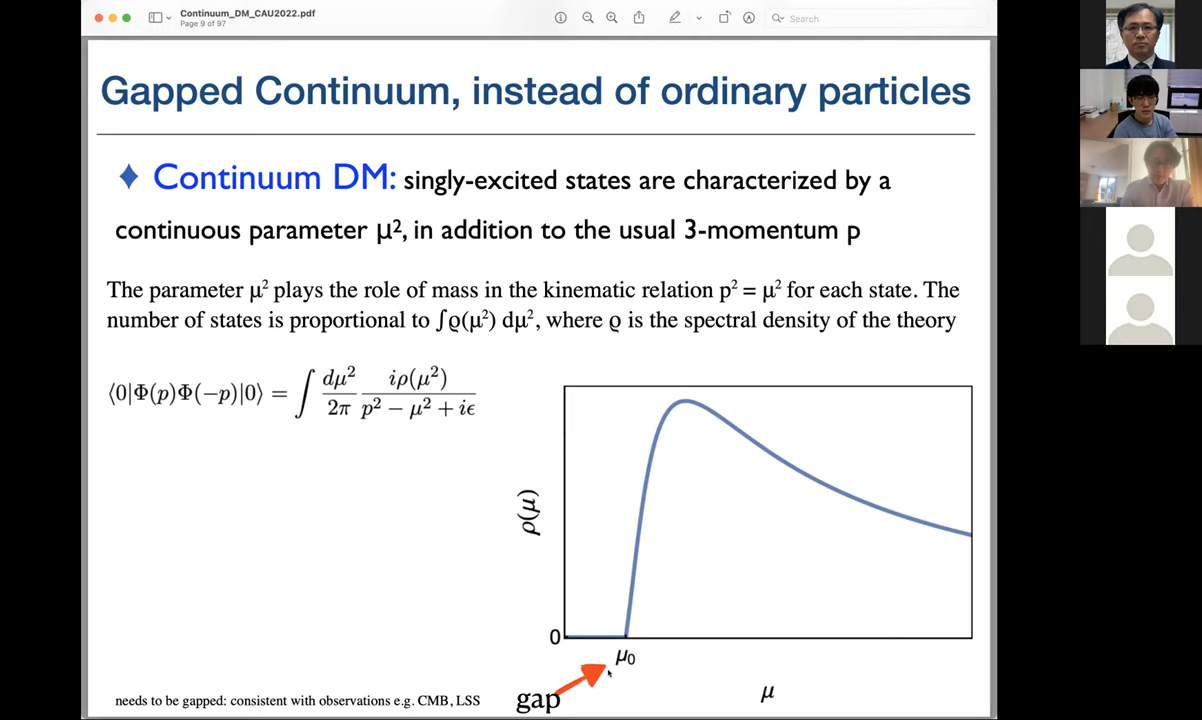 Continuum_DM_CAU2022.pdf
Page 9 of 97
Search
Gapped Continuum, instead of ordinary particles
Continuum DM: singly-excited states are characterized by a
continuous parameter μ², in addition to the usual 3-momentum p
The parameter μ² plays the role of mass in the kinematic relation p² = μ² for each state. The
number of states is proportional to ∫ϱ(μ²) dμ², where ϱ is the spectral density of the theory
⟨0|Φ(p)Φ(−p)|0⟩ = ∫ dμ²/2π iρ(μ²)/(p² − μ² + iϵ)
ρ(μ)
0
μ0
gap
μ
needs to be gapped: consistent with observations e.g. CMB, LSS